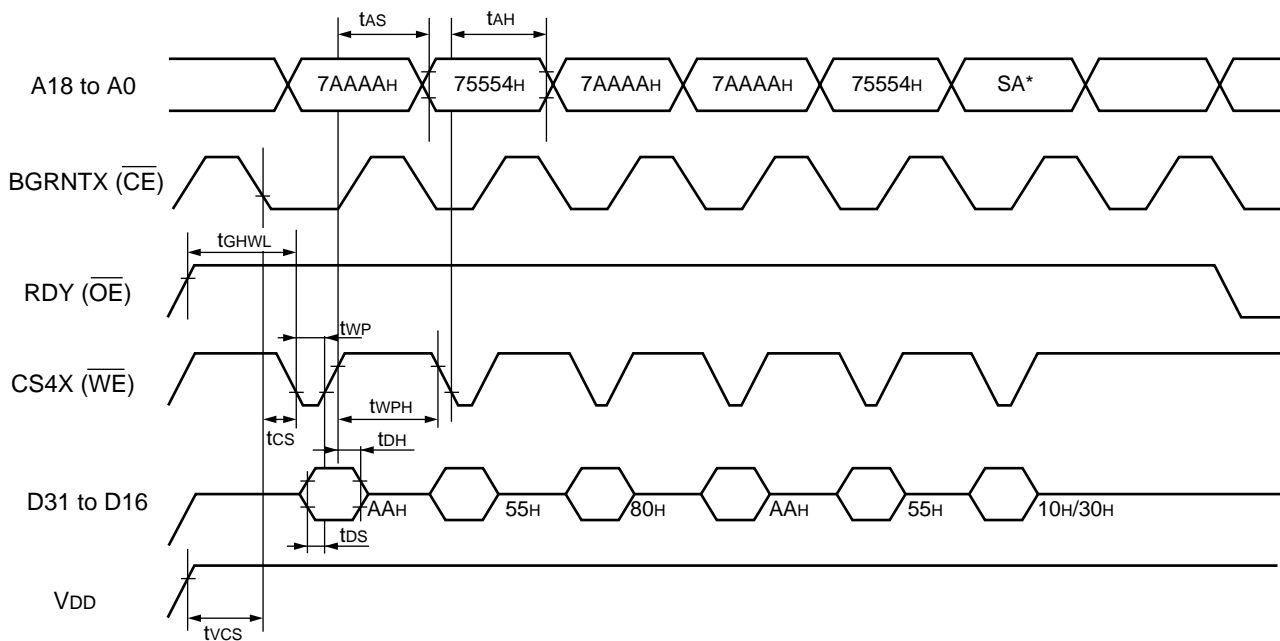 tAS tAH
A18 to A0 7AAAAH 75554H 7AAAAH 7AAAAH 75554H SA*
BGRNTX (CE)
tGHWL
RDY (OE)
tWP
CS4X (WE)
tWPH
tCS
tDH
D31 to D16
AAH 55H 80H AAH 55H 10H/30H
tDS
VDD
tVCS